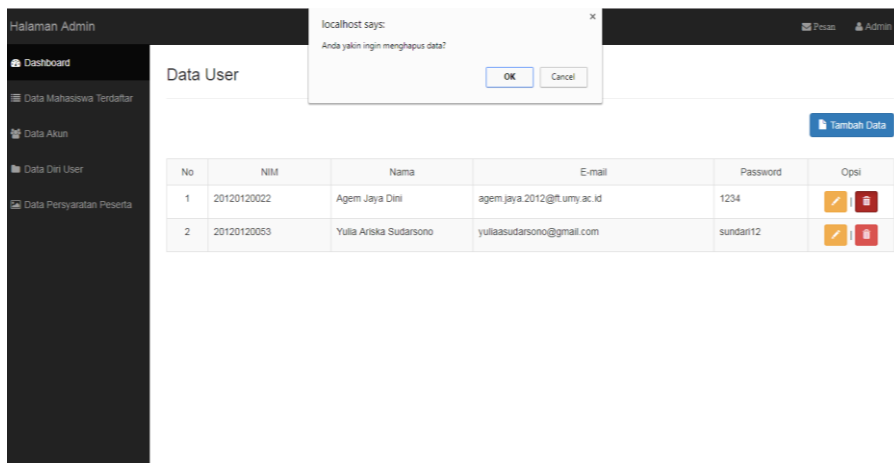 Halaman Admin
Pesan
Admin
localhost says:
Anda yakin ingin menghapus data?
OK
Cancel
Dashboard
Data Mahasiswa Terdaftar
Data Akun
Data Diri User
Data Persyaratan Peserta
Data User
Tambah Data
No NIM Nama E-mail Password Opsi
1 20120120022 Agem Jaya Dini agem.jaya.2012@ft.umy.ac.id 1234 |
2 20120120053 Yulia Ariska Sudarsono yuliaasudarsono@gmail.com sundari12 |